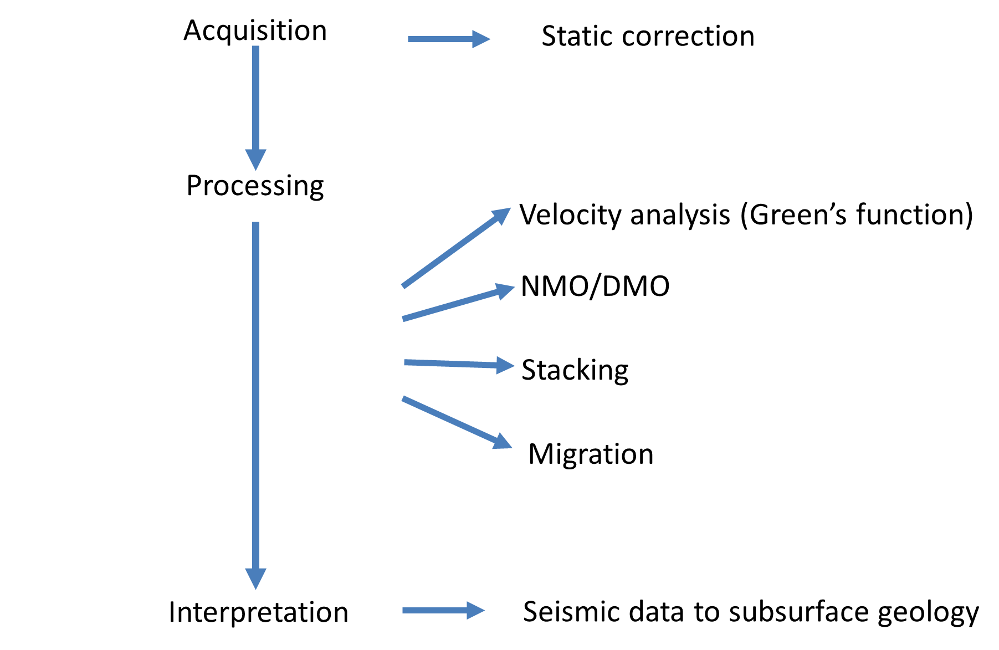 Acquisition
Static correction
Processing
Velocity analysis (Green’s function)
NMO/DMO
Stacking
Migration
Interpretation
Seismic data to subsurface geology